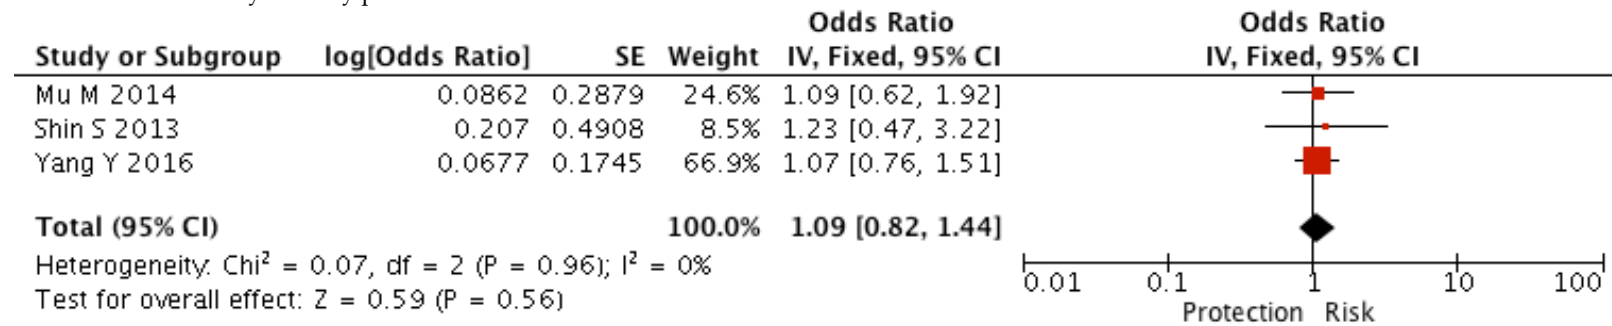 Odds Ratio Odds Ratio
Study or Subgroup log[Odds Ratio] SE Weight IV, Fixed, 95% CI IV, Fixed, 95% CI
Mu M 2014 0.0862 0.2879 24.6% 1.09 [0.62, 1.92]
Shin S 2013 0.207 0.4908 8.5% 1.23 [0.47, 3.22]
Yang Y 2016 0.0677 0.1745 66.9% 1.07 [0.76, 1.51]
Total (95% CI) 100.0% 1.09 [0.82, 1.44]
Heterogeneity: Chi² = 0.07, df = 2 (P = 0.96); I² = 0%
Test for overall effect: Z = 0.59 (P = 0.56)
0.01 0.1 1 10 100
Protection Risk